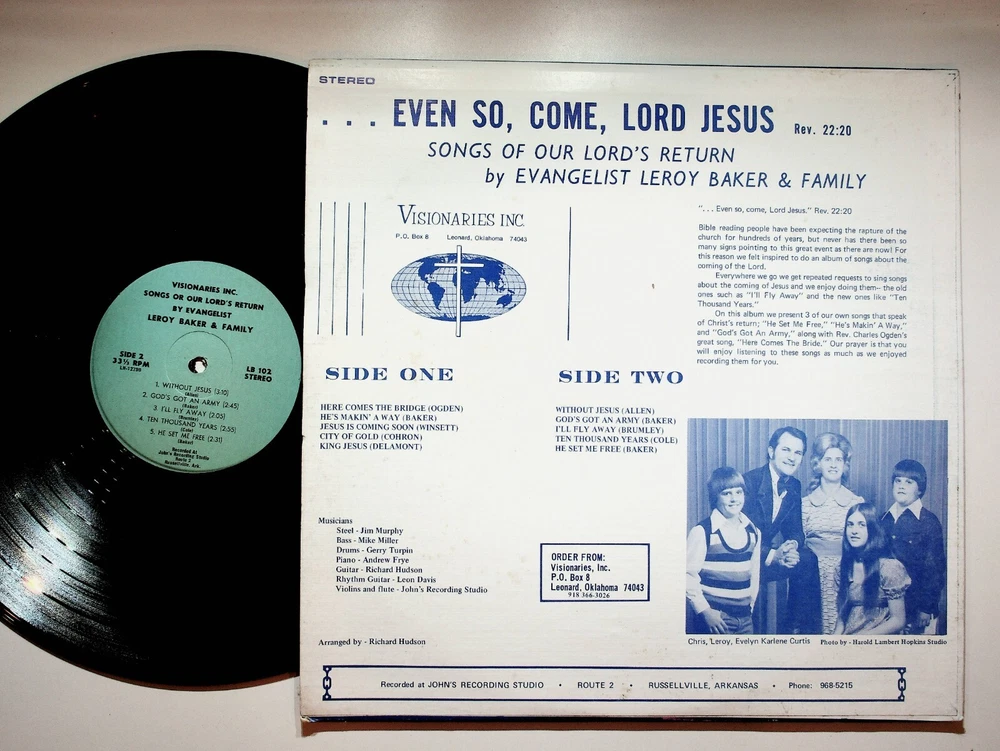 VISIONARIES INC.
SONGS OR OUR LORD'S RETURN
BY EVANGELIST
LEROY BAKER & FAMILY
SIDE 2
33⅓ RPM
LB 102
STEREO
1. WITHOUT JESUS (3:10)
(Allen)
2. GOD'S GOT AN ARMY (2:45)
(Baker)
3. I'LL FLY AWAY (2:05)
(Brumley)
4. TEN THOUSAND YEARS (2:55)
(Cole)
5. HE SET ME FREE (2:31)
(Baker)
Recorded At
John's Recording Studio
Route 2
Russellville, Ark.
STEREO
. . . EVEN SO, COME, LORD JESUS Rev. 22:20
SONGS OF OUR LORD'S RETURN
by EVANGELIST LEROY BAKER & FAMILY
VISIONARIES INC.
P.O. Box 8 Leonard, Oklahoma 74043
". . . Even so, come, Lord Jesus." Rev. 22:20
Bible reading people have been expecting the rapture of the
church for hundreds of years, but never has there been so
many signs pointing to this great event as there are now! For
this reason we felt inspired to do an album of songs about the
coming of the Lord.
Everywhere we go we get repeated requests to sing songs
about the coming of Jesus and we enjoy doing them-- the old
ones such as "I'll Fly Away" and the new ones like "Ten
Thousand Years."
On this album we present 3 of our own songs that speak
of Christ's return; "He Set Me Free," "He's Makin' A Way,"
and "God's Got An Army," along with Rev. Charles Ogden's
great song, "Here Comes The Bride." Our prayer is that you
will enjoy listening to these songs as much as we enjoyed
recording them for you.
SIDE ONE
HERE COMES THE BRIDGE (OGDEN)
HE'S MAKIN' A WAY (BAKER)
JESUS IS COMING SOON (WINSETT)
CITY OF GOLD (COHRON)
KING JESUS (DELAMONT)
SIDE TWO
WITHOUT JESUS (ALLEN)
GOD'S GOT AN ARMY (BAKER)
I'LL FLY AWAY (BRUMLEY)
TEN THOUSAND YEARS (COLE)
HE SET ME FREE (BAKER)
Musicians
Steel - Jim Murphy
Bass - Mike Miller
Drums - Gerry Turpin
Piano - Andrew Frye
Guitar - Richard Hudson
Rhythm Guitar - Leon Davis
Violins and flute - John's Recording Studio
Arranged by - Richard Hudson
ORDER FROM:
Visionaries, Inc.
P.O. Box 8
Leonard, Oklahoma 74043
918 366-3026
Chris, Leroy, Evelyn Karlene Curtis Photo by - Harold Lambert Hopkins Studio
Recorded at JOHN'S RECORDING STUDIO • ROUTE 2 • RUSSELLVILLE, ARKANSAS • Phone: 968-5215